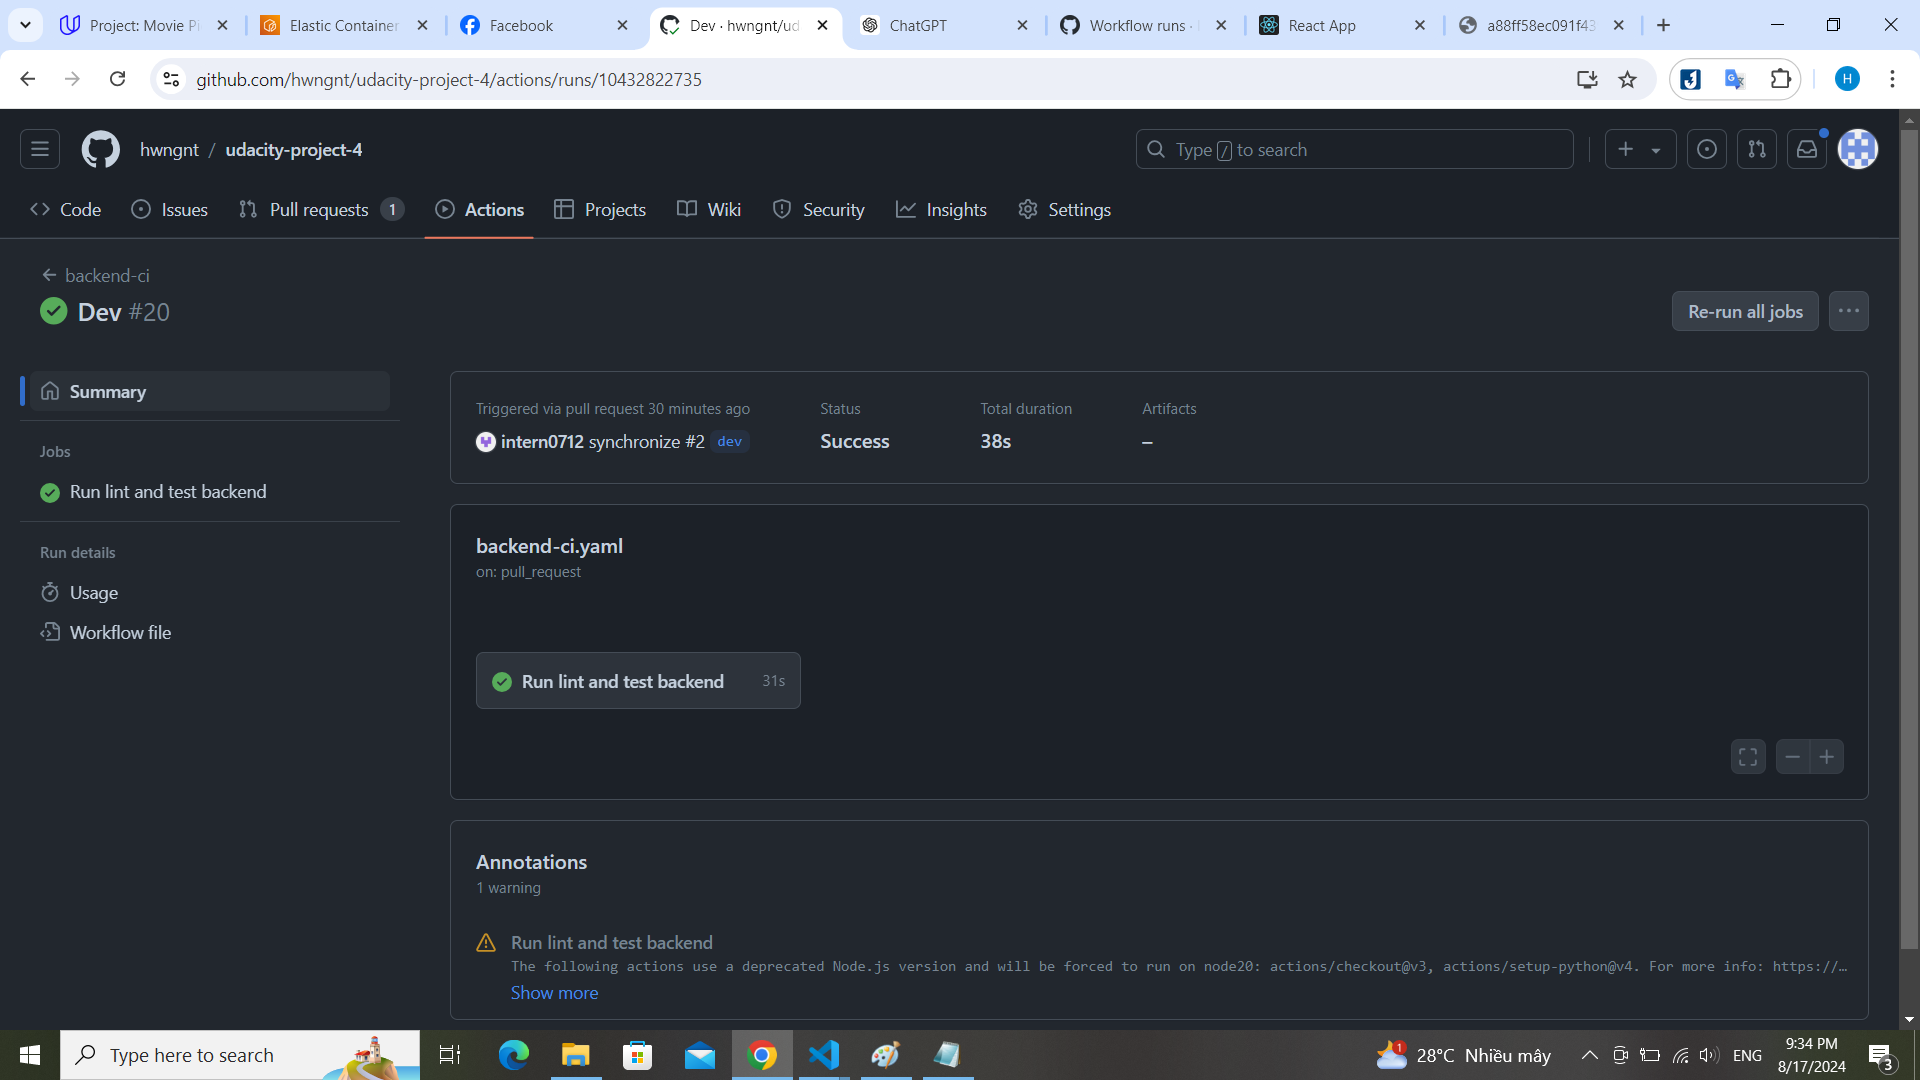 Project: Movie Pi
Elastic Container
Facebook
Dev · hwngnt/ud
ChatGPT
Workflow runs ·
React App
a88ff58ec091f43
github.com/hwngnt/udacity-project-4/actions/runs/10432822735
H
hwngnt / udacity-project-4
Type / to search
Code
Issues
Pull requests 1
Actions
Projects
Wiki
Security
Insights
Settings
backend-ci
Dev #20
Re-run all jobs
Summary
Jobs
Run lint and test backend
Run details
Usage
Workflow file
Triggered via pull request 30 minutes ago
intern0712 synchronize #2 dev
Status
Success
Total duration
38s
Artifacts
–
backend-ci.yaml
on: pull_request
Run lint and test backend 31s
Annotations
1 warning
Run lint and test backend
The following actions use a deprecated Node.js version and will be forced to run on node20: actions/checkout@v3, actions/setup-python@v4. For more info: https://…
Show more
Type here to search
1
28°C Nhiều mây
ENG
9:34 PM
8/17/2024
3